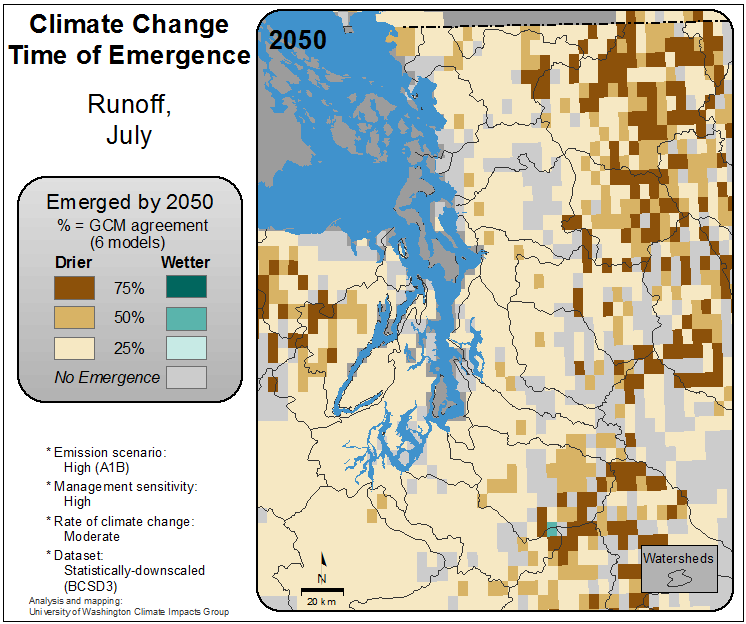 Climate Change
Time of Emergence
Runoff,
July
Emerged by 2050
% = GCM agreement
(6 models)
Drier Wetter
75%
50%
25%
No Emergence
* Emission scenario:
High (A1B)
* Management sensitivity:
High
* Rate of climate change:
Moderate
* Dataset:
Statistically-downscaled
(BCSD3)
Analysis and mapping:
University of Washington Climate Impacts Group
2050
N
20 km
Watersheds